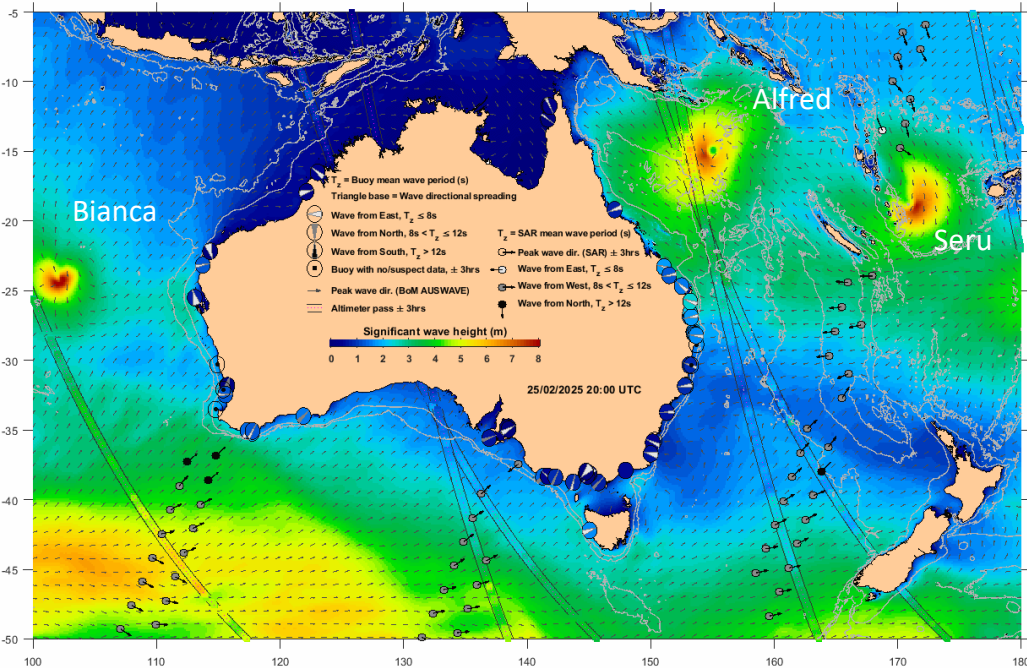 -5
-10
-15
-20
-25
-30
-35
-40
-45
-50
100
110
120
130
140
150
160
170
180
Alfred
Bianca
Seru
T_z = Buoy mean wave period (s)
Triangle base = Wave directional spreading
Wave from East, T_z ≤ 8s
Wave from North, 8s < T_z ≤ 12s
Wave from South, T_z > 12s
Buoy with no/suspect data, ± 3hrs
Peak wave dir. (BoM AUSWAVE)
Altimeter pass ± 3hrs
T_z = SAR mean wave period (s)
Peak wave dir. (SAR) ± 3hrs
Wave from East, T_z ≤ 8s
Wave from West, 8s < T_z ≤ 12s
Wave from North, T_z > 12s
Significant wave height (m)
0 1 2 3 4 5 6 7 8
25/02/2025 20:00 UTC